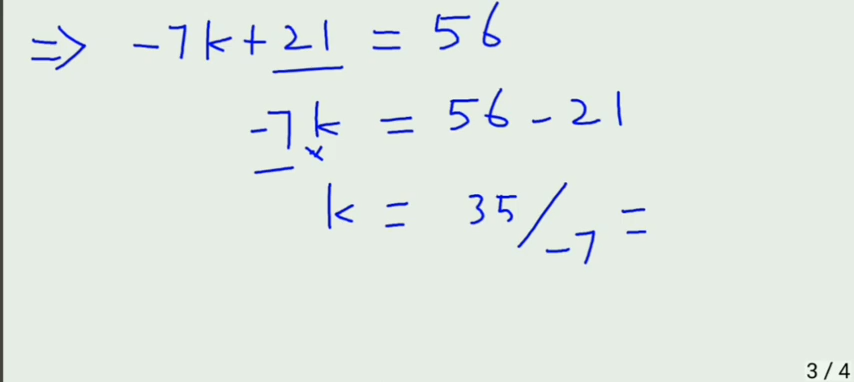 ⇒ -7k + 21 = 56
-7k = 56 - 21
k = 35/-7 =
3 / 4